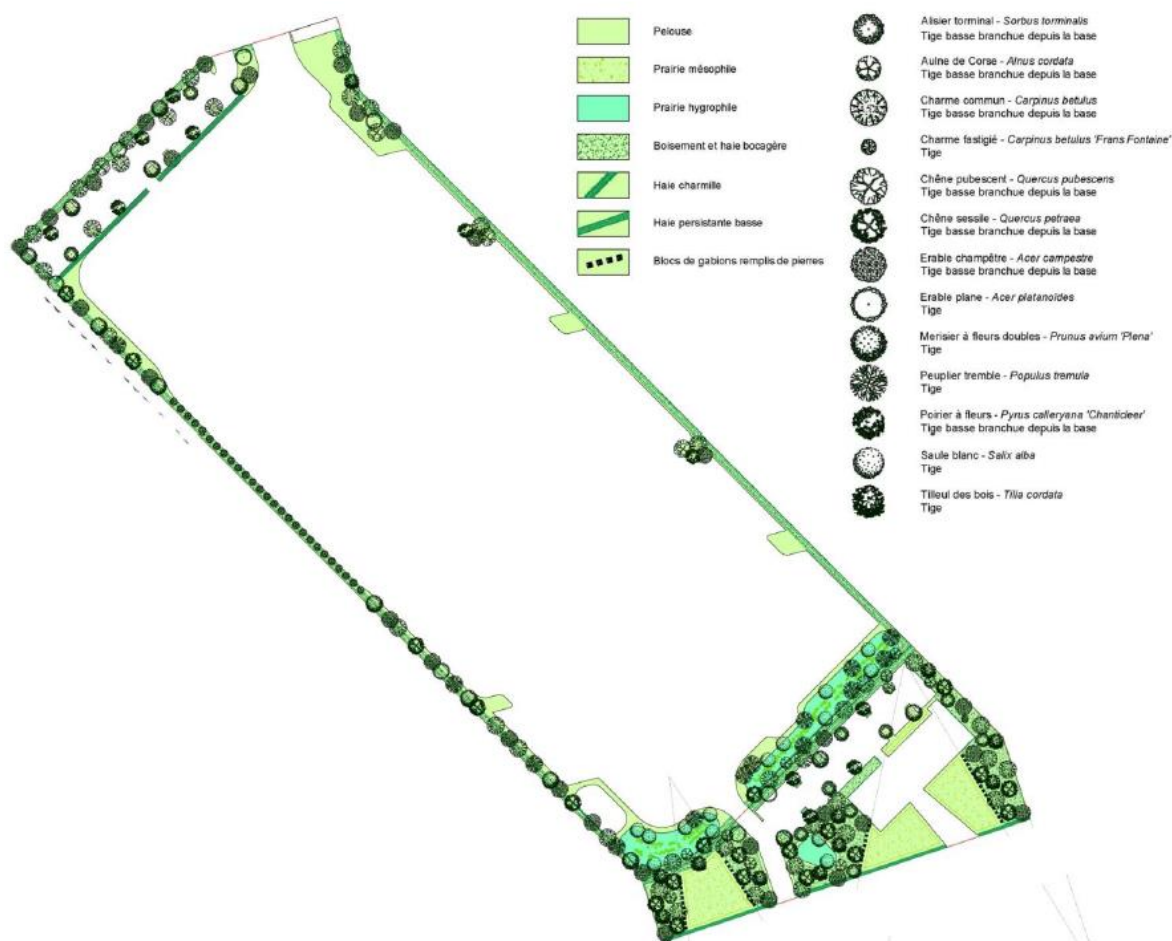 Pelouse
Prairie mésophile
Prairie hygrophile
Boisement et haie bocagère
Haie charmille
Haie persistante basse
Blocs de gabions remplis de pierres
Alisier torminal - Sorbus torminalis
Tige basse branchue depuis la base
Aulne de Corse - Alnus cordata
Tige basse branchue depuis la base
Charme commun - Carpinus betulus
Tige basse branchue depuis la base
Charme fastigié - Carpinus betulus 'Frans Fontaine'
Tige
Chêne pubescent - Quercus pubescens
Tige basse branchue depuis la base
Chêne sessile - Quercus petraea
Tige basse branchue depuis la base
Erable champêtre - Acer campestre
Tige basse branchue depuis la base
Erable plane - Acer platanoides
Tige
Merisier à fleurs doubles - Prunus avium 'Plena'
Tige
Peuplier tremble - Populus tremula
Tige
Poirier à fleurs - Pyrus calleryana 'Chanticleer'
Tige basse branchue depuis la base
Saule blanc - Salix alba
Tige
Tilleul des bois - Tilia cordata
Tige